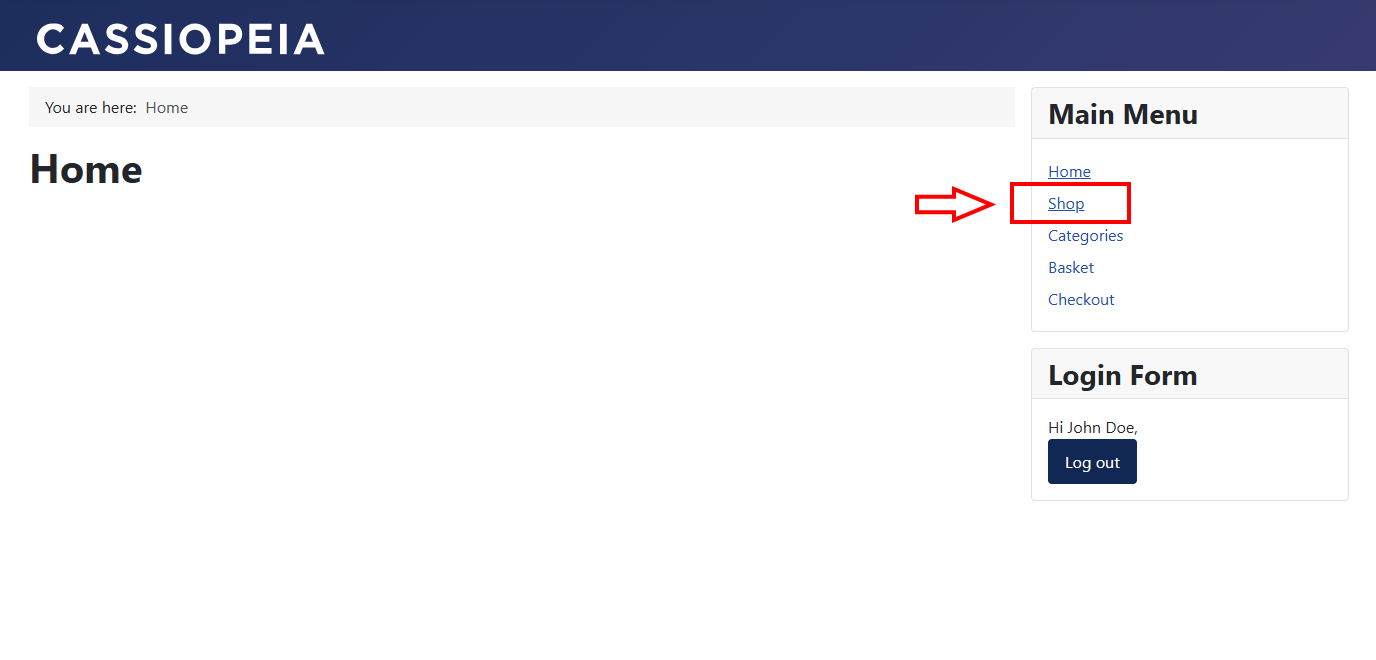 CASSIOPEIA
You are here: Home
Home
Main Menu
Home
Shop
Categories
Basket
Checkout
Login Form
Hi John Doe,
Log out